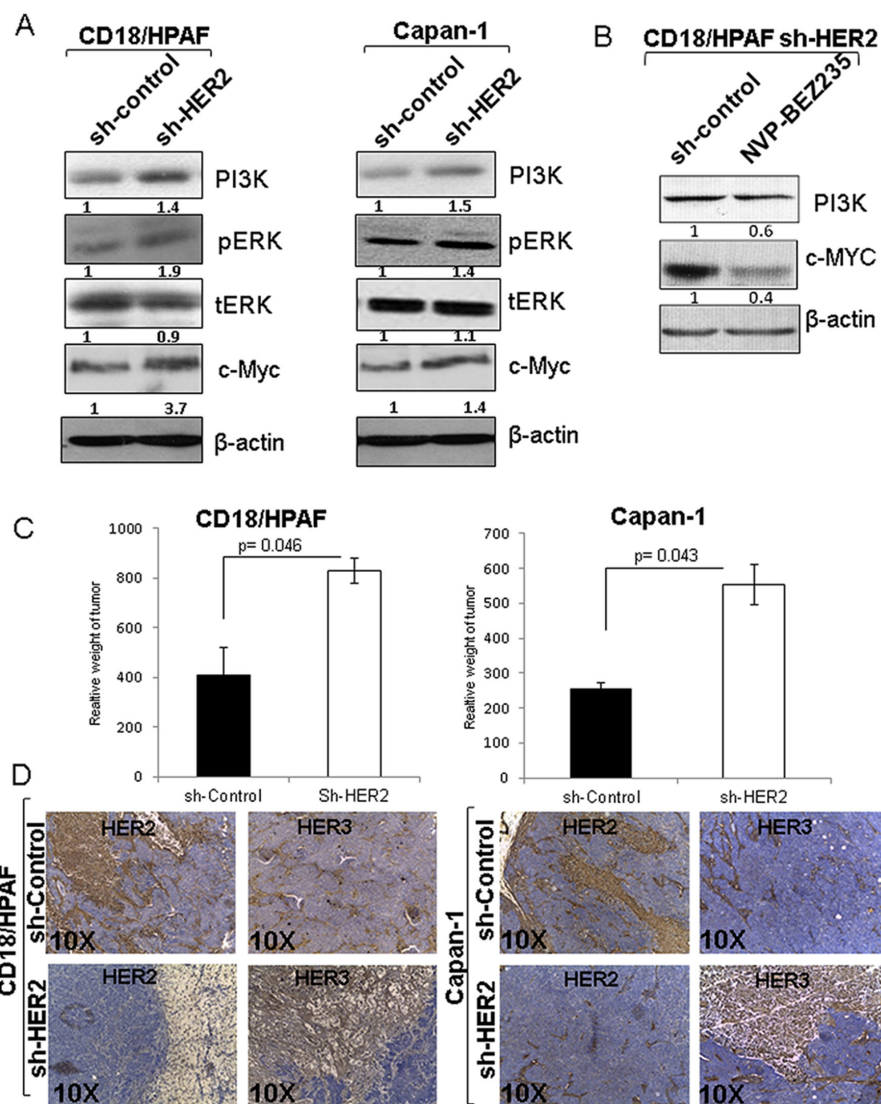 A
CD18/HPAF
sh-control
sh-HER2
PI3K
1 1.4
pERK
1 1.9
tERK
1 0.9
c-Myc
1 3.7
β-actin
Capan-1
sh-control
sh-HER2
PI3K
1 1.5
pERK
1 1.4
tERK
1 1.1
c-Myc
1 1.4
β-actin
B
CD18/HPAF sh-HER2
sh-control
NVP-BEZ235
PI3K
1 0.6
c-MYC
1 0.4
β-actin
C
CD18/HPAF
p= 0.046
Realtive weight of tumor
1000
800
600
400
200
0
sh-Control Sh-HER2
Capan-1
p= 0.043
Realtive weight of tumor
700
600
500
400
300
200
100
0
sh-Control sh-HER2
D
CD18/HPAF
sh-Control
HER2
10X
HER3
10X
sh-HER2
HER2
10X
HER3
10X
Capan-1
sh-Control
HER2
10X
HER3
10X
sh-HER2
HER2
10X
HER3
10X